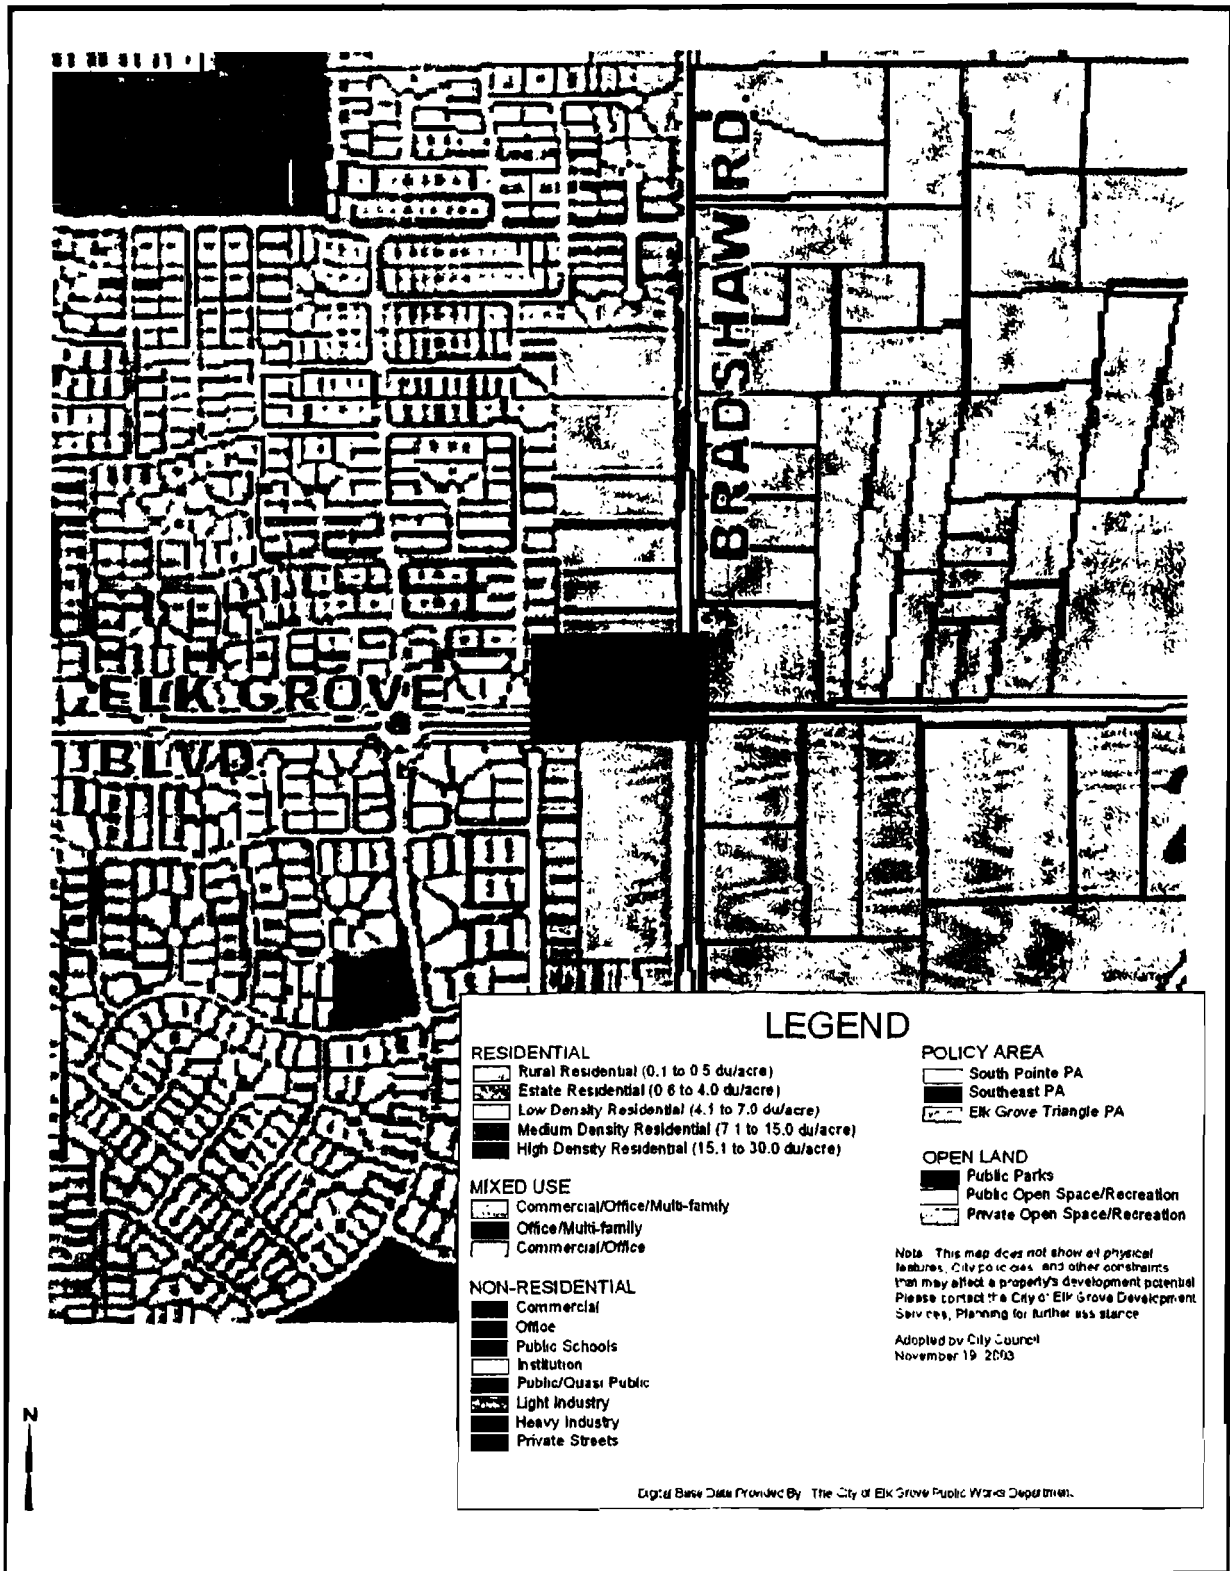 BRADSHAW RD.
ELK GROVE
BLVD
LEGEND
RESIDENTIAL
Rural Residential (0.1 to 0.5 du/acre)
Estate Residential (0.6 to 4.0 du/acre)
Low Density Residential (4.1 to 7.0 du/acre)
Medium Density Residential (7.1 to 15.0 du/acre)
High Density Residential (15.1 to 30.0 du/acre)
MIXED USE
Commercial/Office/Multi-family
Office/Multi-family
Commercial/Office
NON-RESIDENTIAL
Commercial
Office
Public Schools
Institution
Public/Quasi Public
Light Industry
Heavy Industry
Private Streets
POLICY AREA
South Pointe PA
Southeast PA
Elk Grove Triangle PA
OPEN LAND
Public Parks
Public Open Space/Recreation
Private Open Space/Recreation
Note This map does not show all physical
features, City policies, and other constraints
that may affect a property's development potential
Please contact the City of Elk Grove Development
Services, Planning for further assistance
Adopted by City Council
November 19, 2003
N
Digital Base Data Provided By The City of Elk Grove Public Works Department.